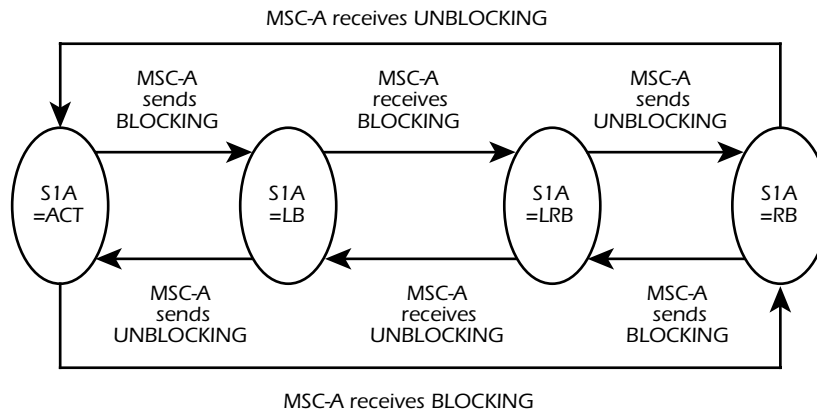 MSC-A receives UNBLOCKING
MSC-A
sends
BLOCKING
MSC-A
receives
BLOCKING
MSC-A
sends
UNBLOCKING
S1A
=ACT
S1A
=LB
S1A
=LRB
S1A
=RB
MSC-A
sends
UNBLOCKING
MSC-A
receives
UNBLOCKING
MSC-A
sends
BLOCKING
MSC-A receives BLOCKING